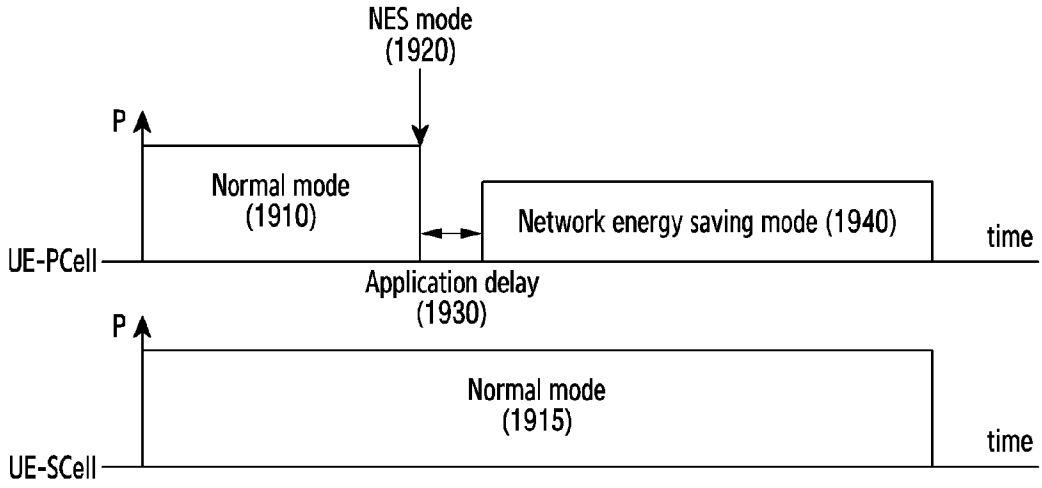 NES mode
(1920)
P
Normal mode
(1910)
Network energy saving mode (1940)
time
UE-PCell
Application delay
(1930)
P
Normal mode
(1915)
time
UE-SCell